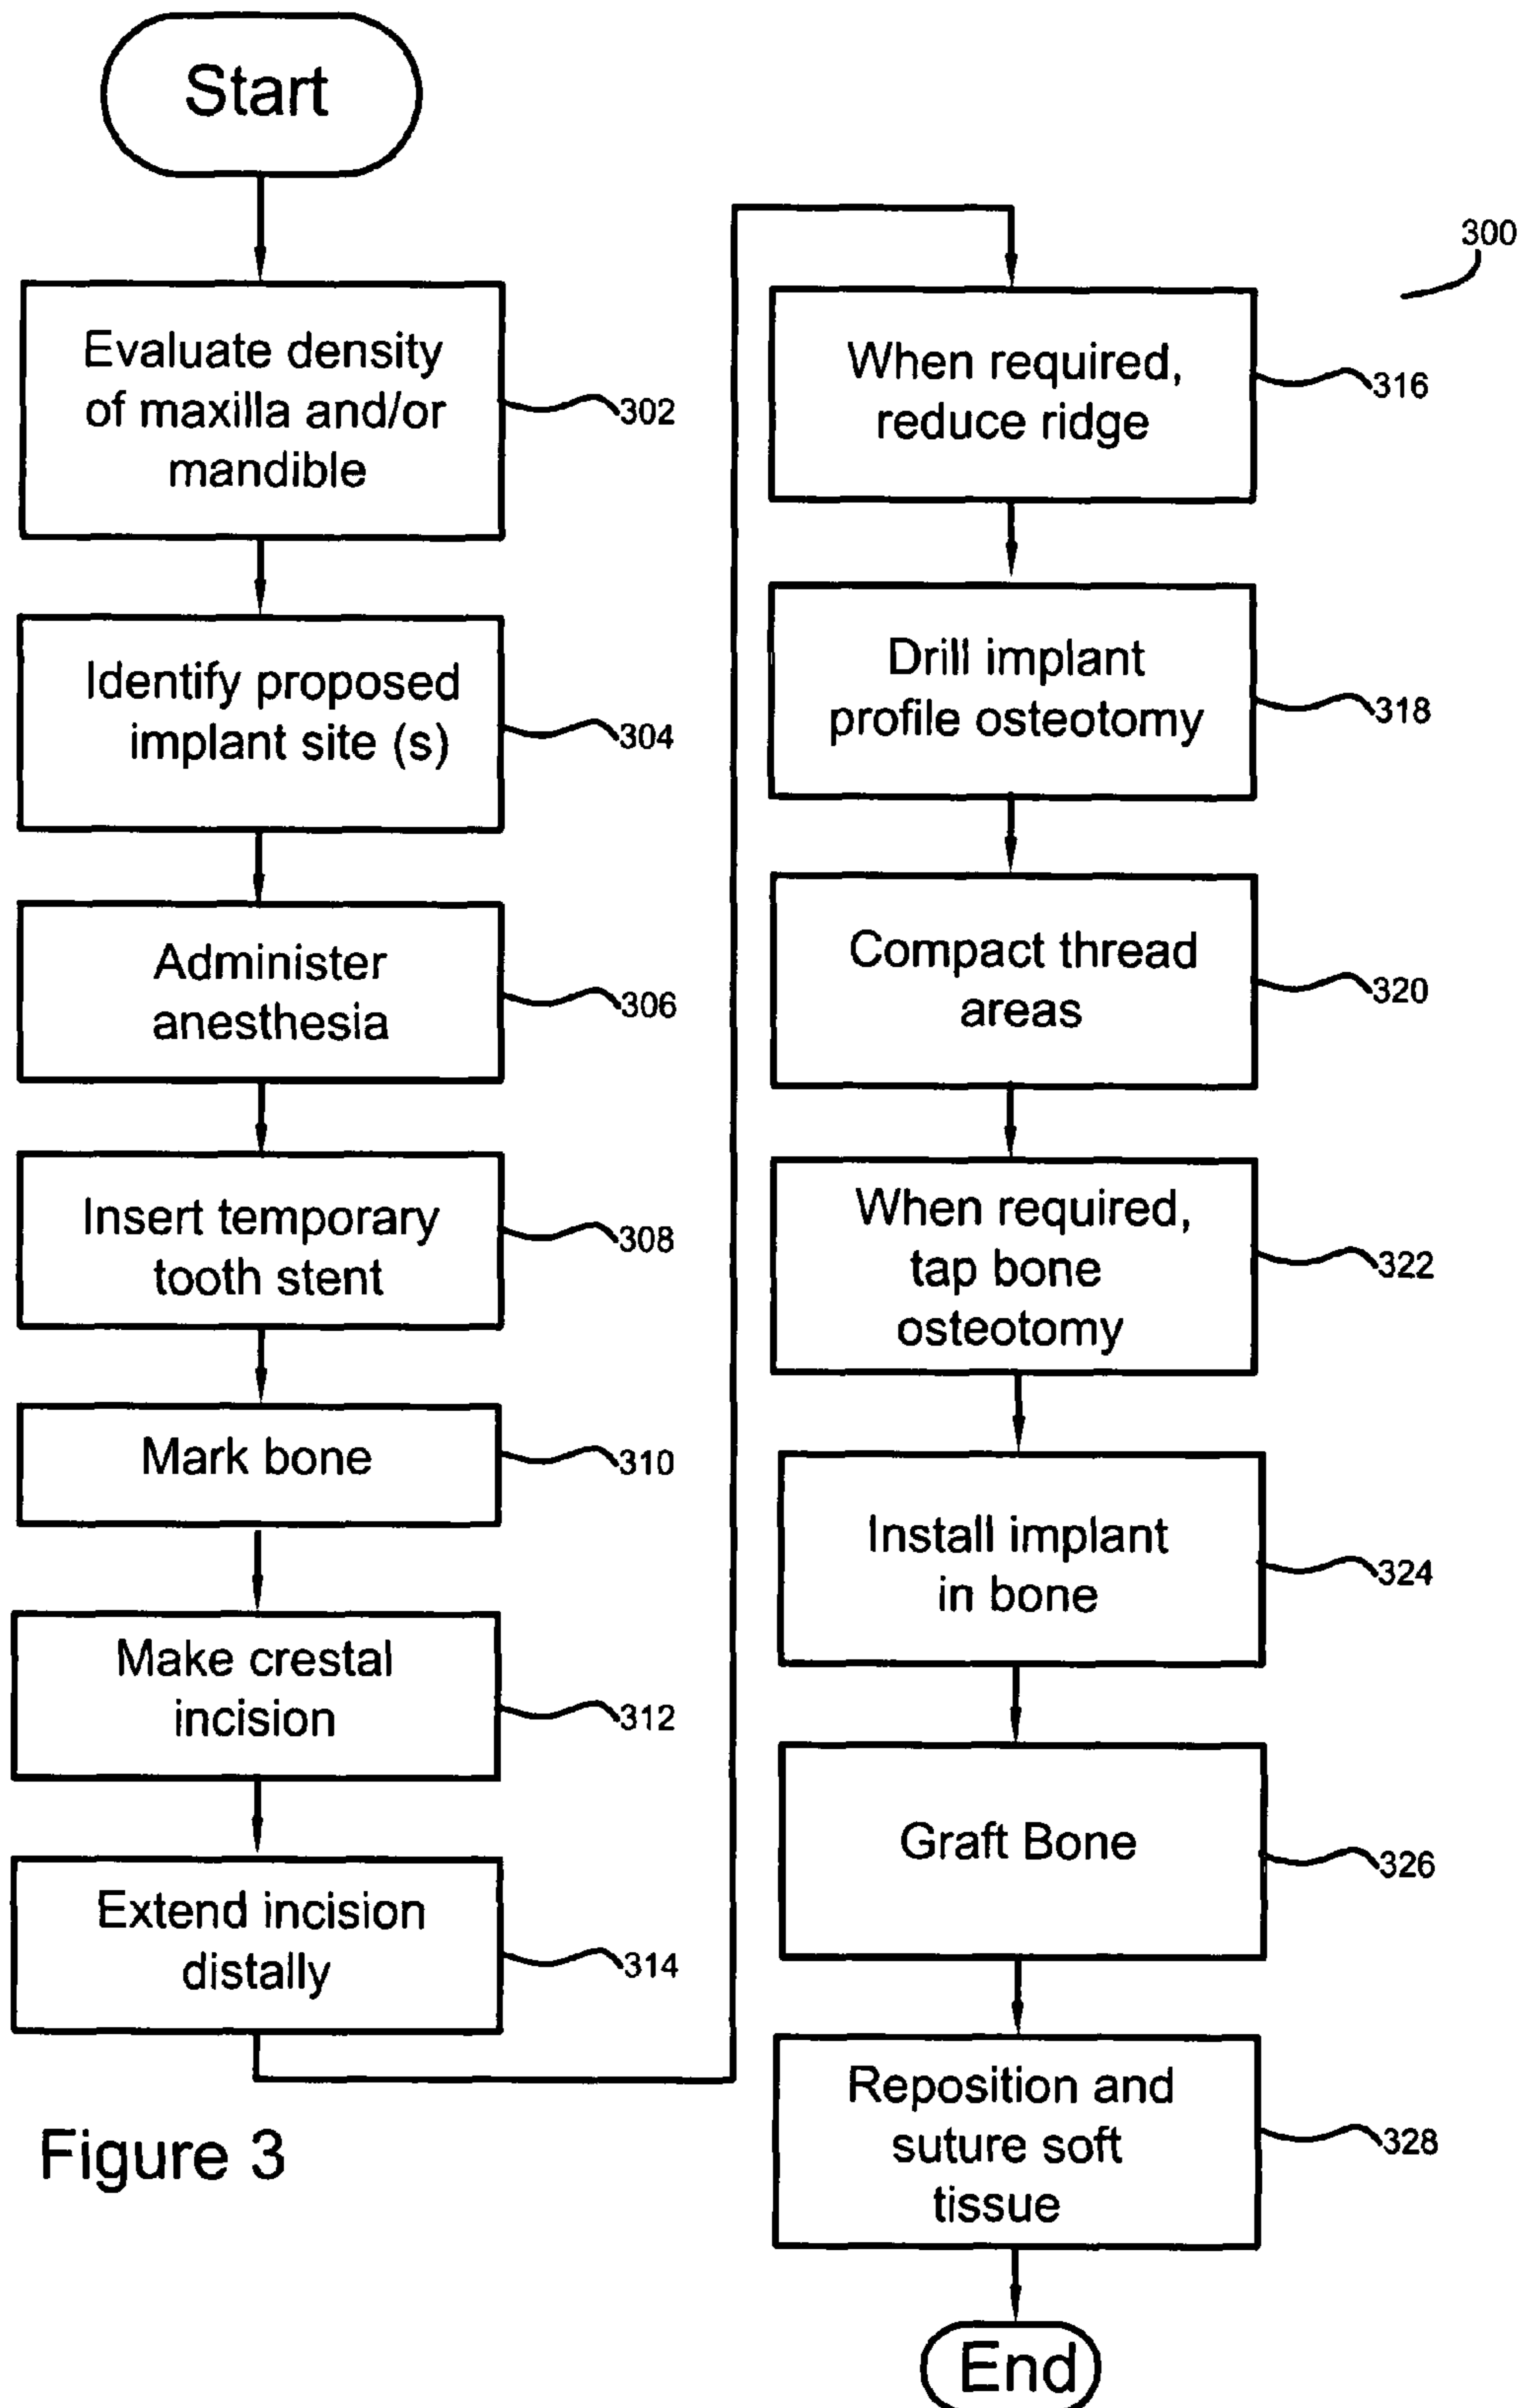 Start
Evaluate density
of maxilla and/or
mandible
302
Identify proposed
implant site (s)
304
Administer
anesthesia
306
Insert temporary
tooth stent
308
Mark bone
310
Make crestal
incision
312
Extend incision
distally
314
300
When required,
reduce ridge
316
Drill implant
profile osteotomy
318
Compact thread
areas
320
When required,
tap bone
osteotomy
322
Install implant
in bone
324
Graft Bone
326
Reposition and
suture soft
tissue
328
End
Figure 3